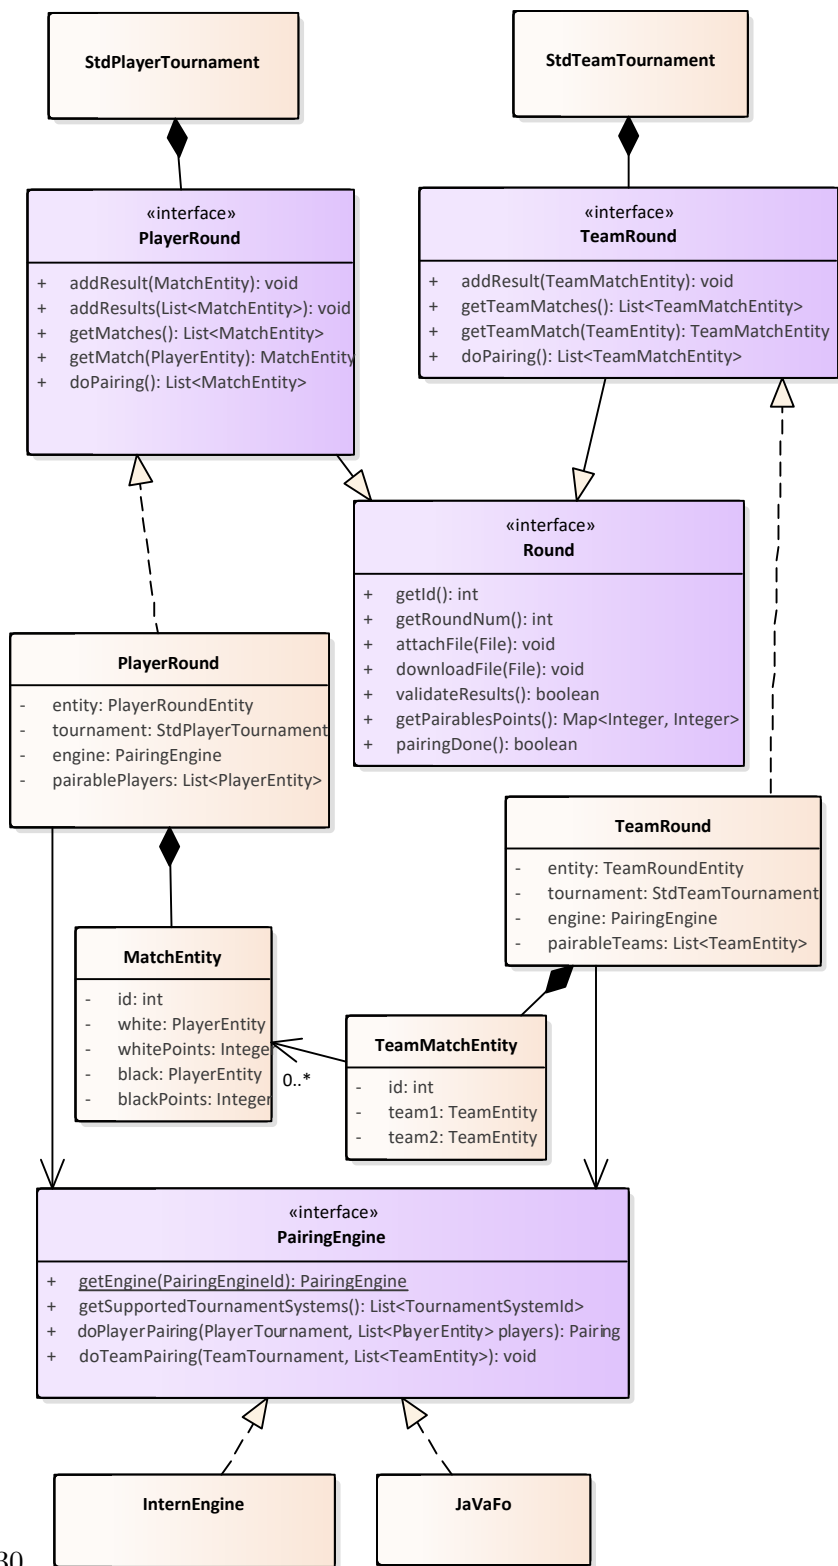 StdPlayerTournament
StdTeamTournament
«interface»
PlayerRound
+ addResult(MatchEntity): void
+ addResults(List<MatchEntity>): void
+ getMatches(): List<MatchEntity>
+ getMatch(PlayerEntity): MatchEntity
+ doPairing(): List<MatchEntity>
«interface»
TeamRound
+ addResult(TeamMatchEntity): void
+ getTeamMatches(): List<TeamMatchEntity>
+ getTeamMatch(TeamEntity): TeamMatchEntity
+ doPairing(): List<TeamMatchEntity>
«interface»
Round
+ getId(): int
+ getRoundNum(): int
+ attachFile(File): void
+ downloadFile(File): void
+ validateResults(): boolean
+ getPairablesPoints(): Map<Integer, Integer>
+ pairingDone(): boolean
PlayerRound
- entity: PlayerRoundEntity
- tournament: StdPlayerTournament
- engine: PairingEngine
- pairablePlayers: List<PlayerEntity>
TeamRound
- entity: TeamRoundEntity
- tournament: StdTeamTournament
- engine: PairingEngine
- pairableTeams: List<TeamEntity>
MatchEntity
- id: int
- white: PlayerEntity
- whitePoints: Intege
- black: PlayerEntity
- blackPoints: Integer
0..*
TeamMatchEntity
- id: int
- team1: TeamEntity
- team2: TeamEntity
«interface»
PairingEngine
+ getEngine(PairingEngineId): PairingEngine
+ getSupportedTournamentSystems(): List<TournamentSystemId>
+ doPlayerPairing(PlayerTournament, List<PlayerEntity> players): Pairing
+ doTeamPairing(TeamTournament, List<TeamEntity>): void
InternEngine
JaVaFo
30